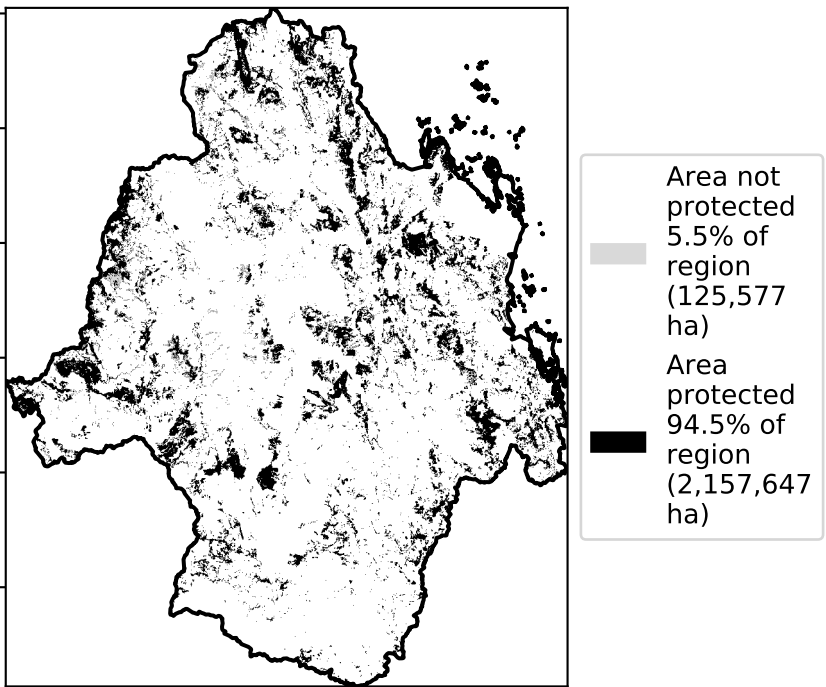 Area not
protected
5.5% of
region
(125,577
ha)
Area
protected
94.5% of
region
(2,157,647
ha)